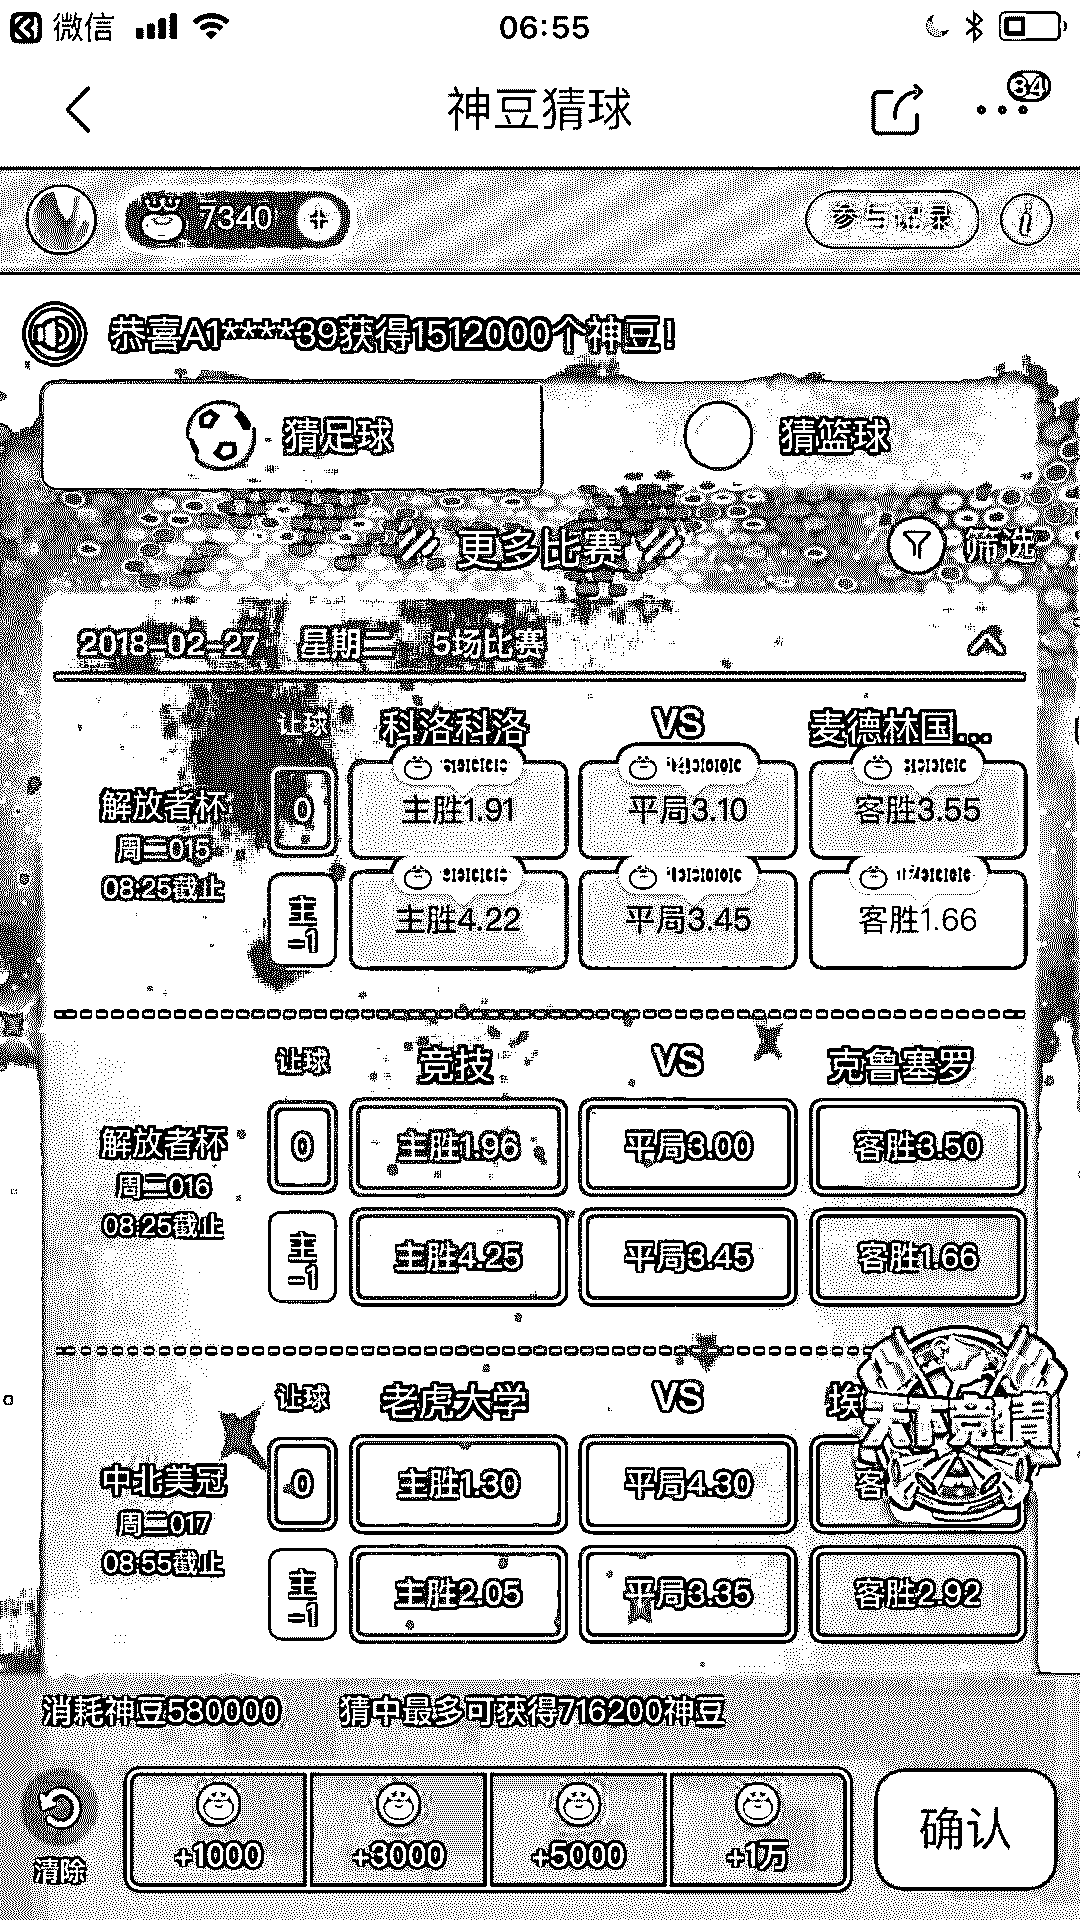 微信 06:55
神豆猜球 34
7340 参与记录
恭喜A1****39获得1512000个神豆!
猜足球 猜篮球
更多比赛 筛选
2018-02-27 星期二 5场比赛
让球 科洛科洛 VS 麦德林国...
解放者杯
周二015
08:25截止
0 主胜1.91 平局3.10 客胜3.55
主-1 主胜4.22 平局3.45 客胜1.66
让球 竞技 VS 克鲁塞罗
解放者杯
周二016
08:25截止
0 主胜1.96 平局3.00 客胜3.50
主-1 主胜4.25 平局3.45 客胜1.66
让球 老虎大学 VS 埃
天下竞猜
中北美冠
周二017
08:55截止
0 主胜1.30 平局4.30 客
主-1 主胜2.05 平局3.35 客胜2.92
消耗神豆580000 猜中最多可获得716200神豆
清除 +1000 +3000 +5000 +1万 确认